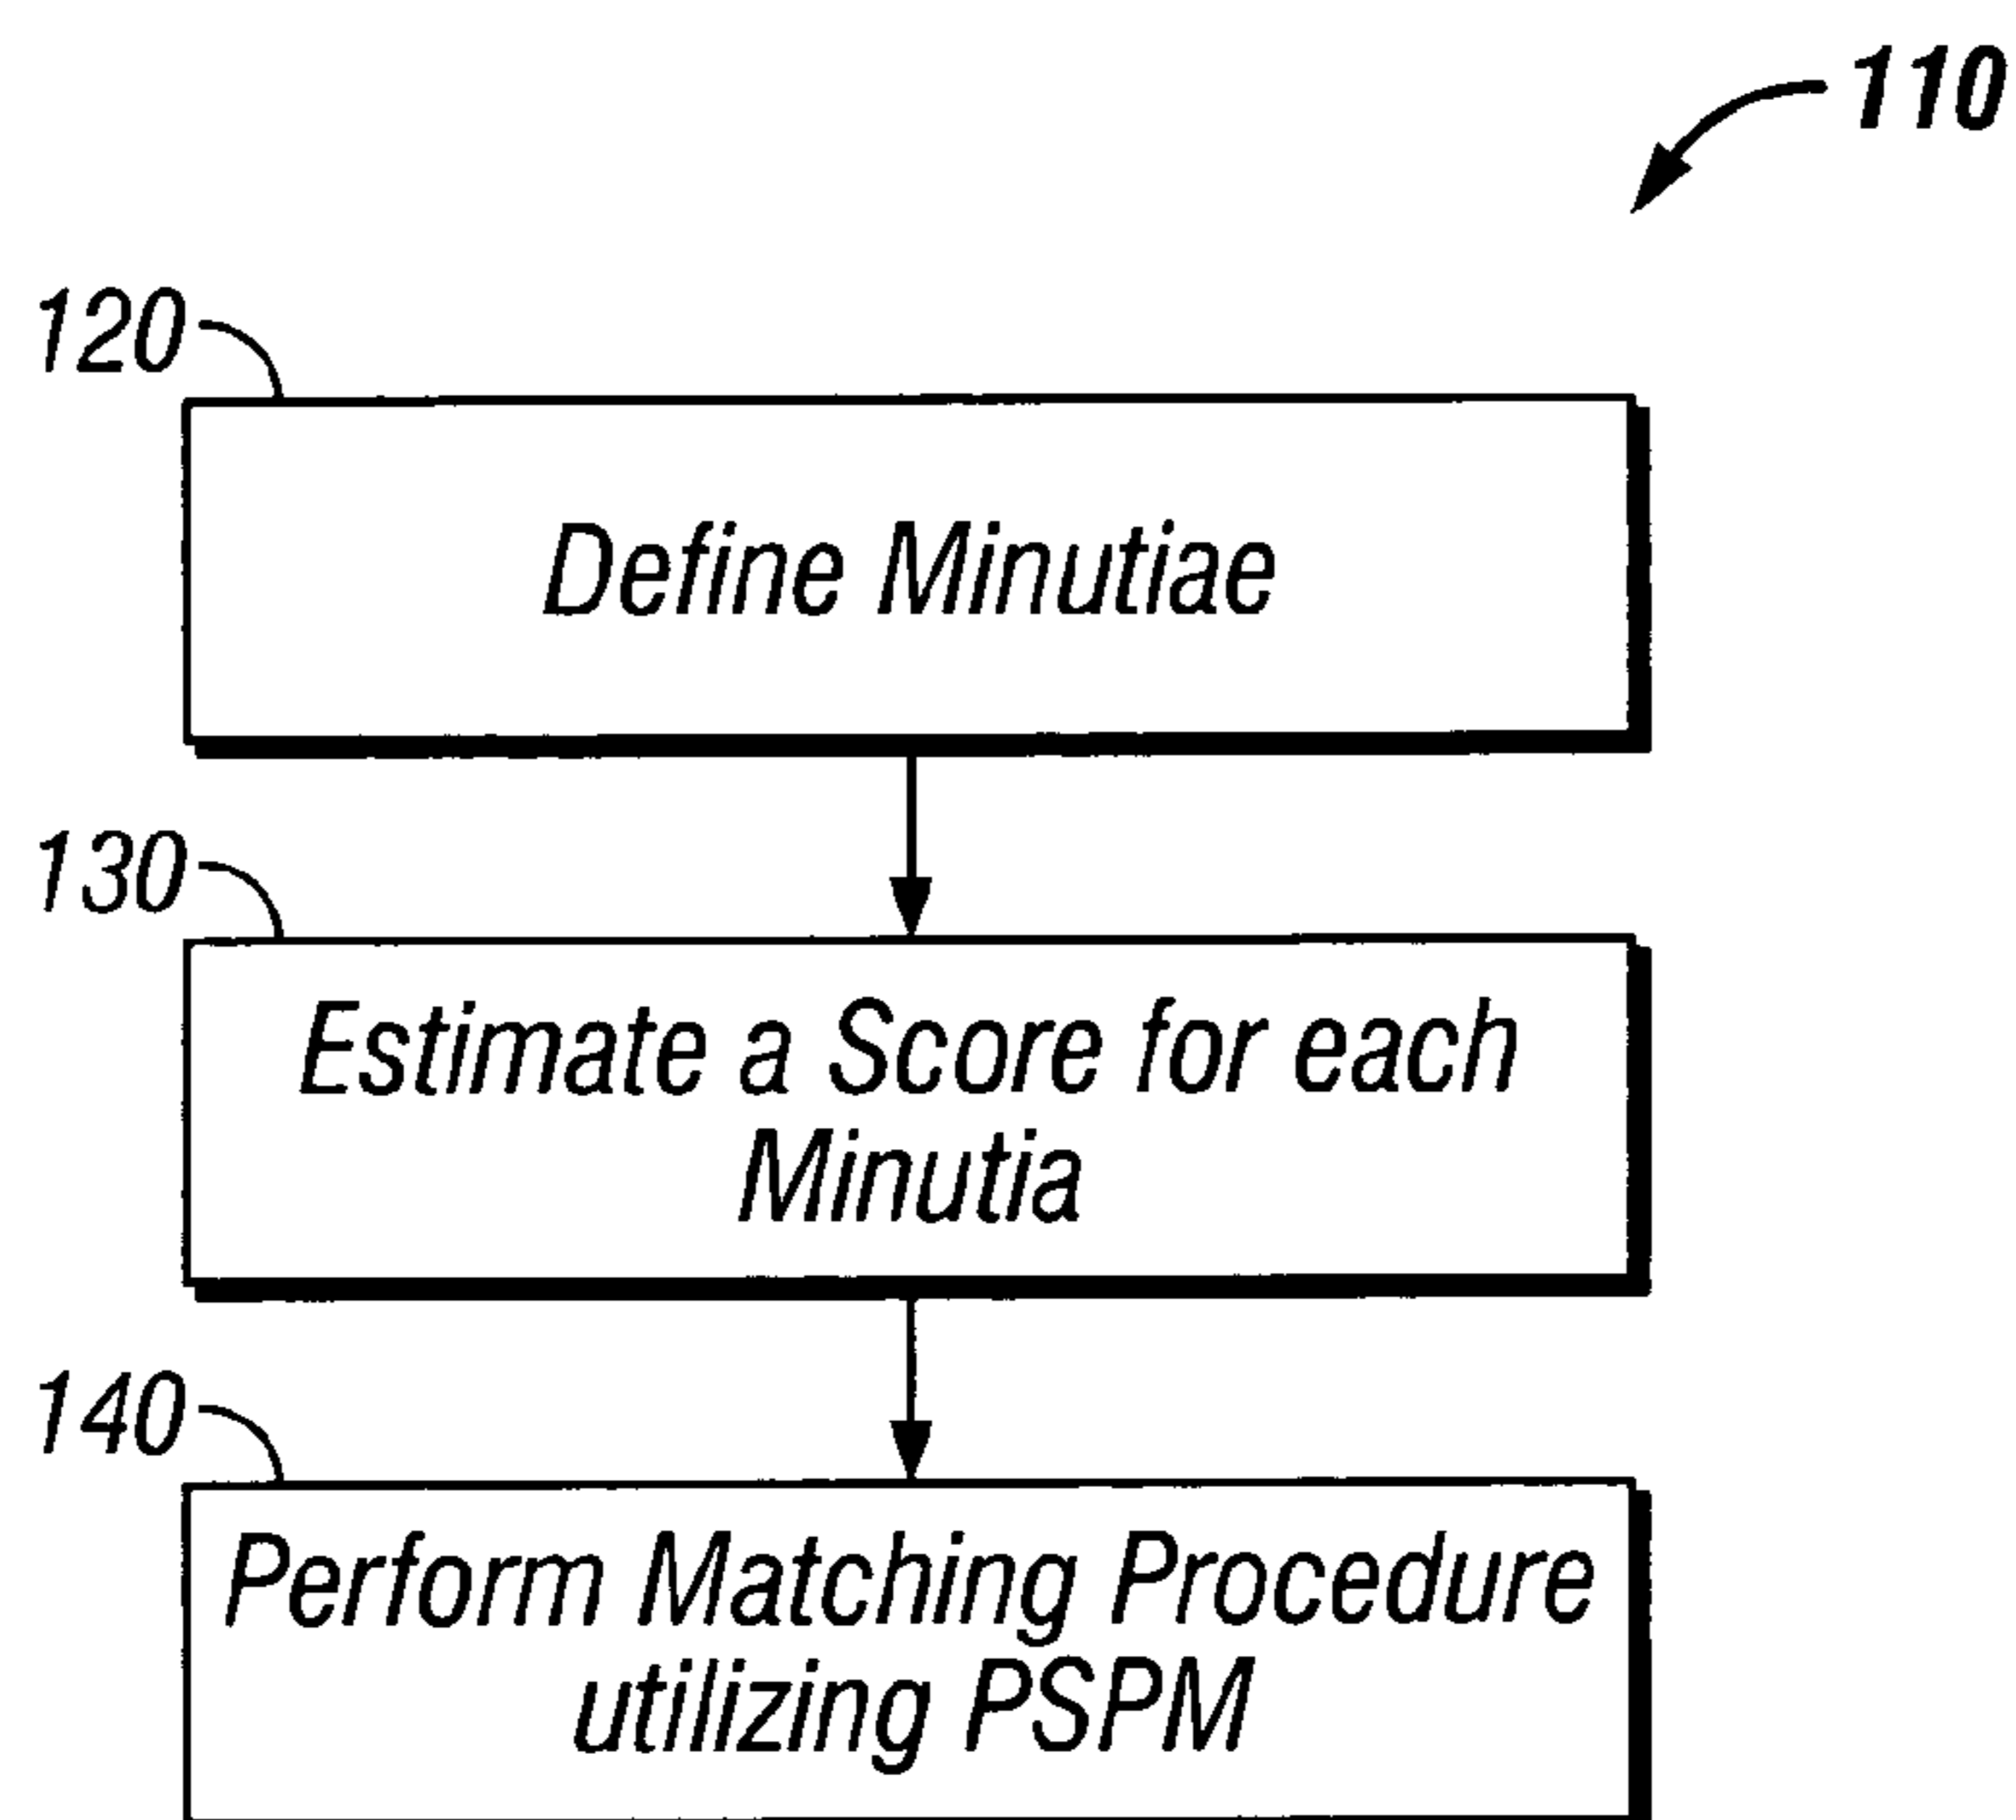 110
120
Define Minutiae
130
Estimate a Score for each
Minutia
140
Perform Matching Procedure
utilizing PSPM